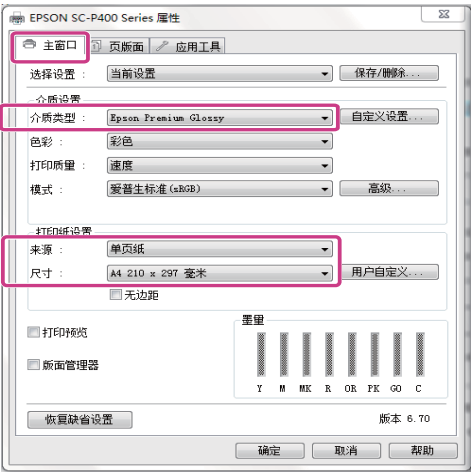 EPSON SC-P400 Series 属性
主窗口 页版面 应用工具
选择设置 : 当前设置 保存/删除...
介质设置
介质类型 : Epson Premium Glossy 自定义设置...
色彩 : 彩色
打印质量 : 速度
模式 : 爱普生标准(sRGB) 高级...
打印纸设置
来源 : 单页纸
尺寸 : A4 210 x 297 毫米 用户自定义...
无边距
打印预览
版面管理器
墨量
Y M MK R OR PK GO C
恢复缺省设置 版本 6.70
确定 取消 帮助